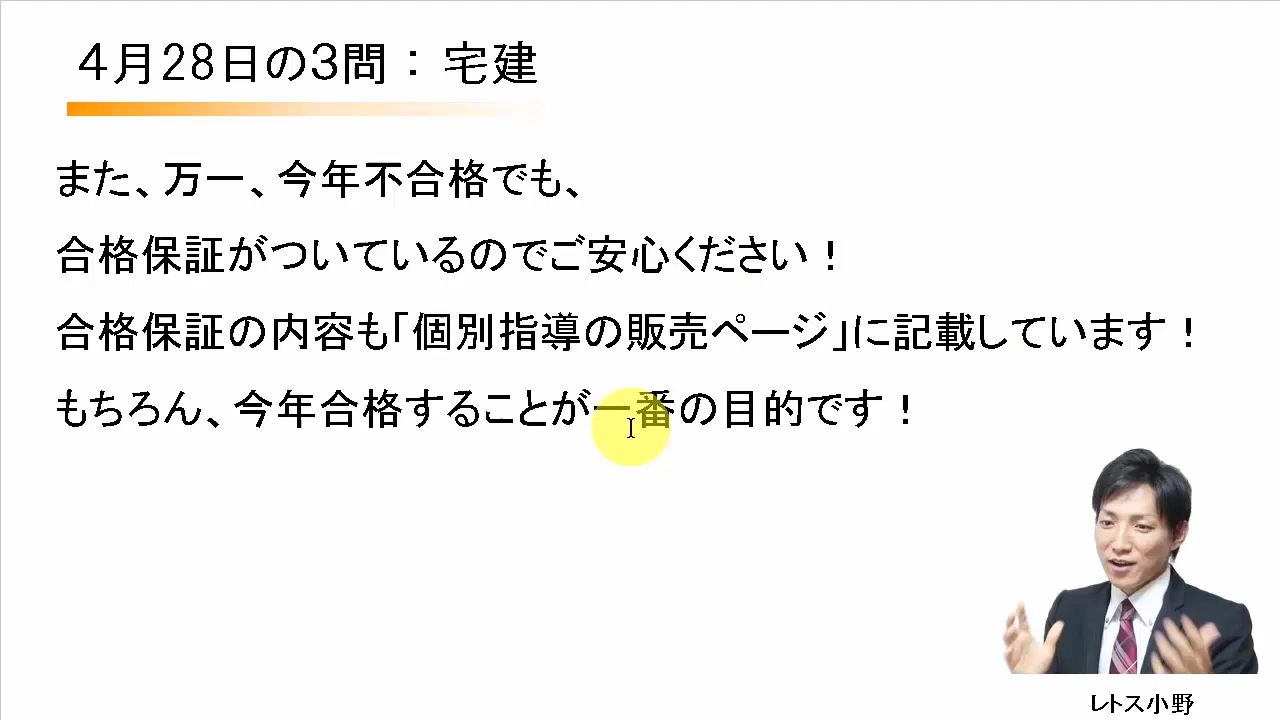 4月28日の3問：宅建
また、万一、今年不合格でも、
合格保証がついているのでご安心ください！
合格保証の内容も「個別指導の販売ページ」に記載しています！
もちろん、今年合格することが一番の目的です！
レトス小野